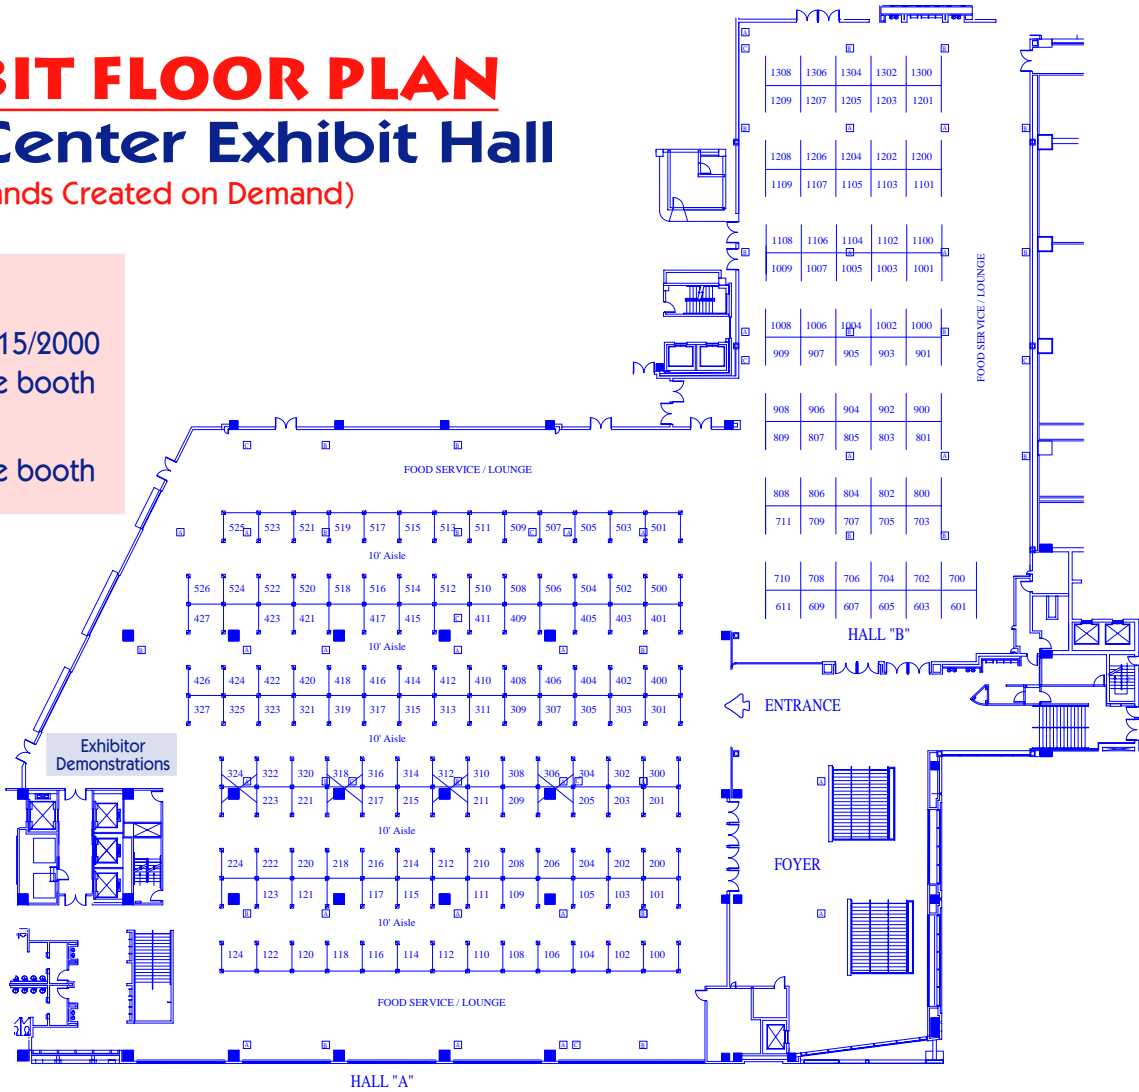 BIT FLOOR PLAN
Center Exhibit Hall
ands Created on Demand)
15/2000
e booth
e booth
1308 1306 1304 1302 1300
1209 1207 1205 1203 1201
1208 1206 1204 1202 1200
1109 1107 1105 1103 1101
1108 1106 1104 1102 1100
1009 1007 1005 1003 1001
FOOD SERVICE / LOUNGE
1008 1006 1004 1002 1000
909 907 905 903 901
908 906 904 902 900
809 807 805 803 801
808 806 804 802 800
711 709 707 705 703
710 708 706 704 702 700
611 609 607 605 603 601
HALL "B"
ENTRANCE
FOYER
FOOD SERVICE / LOUNGE
525 523 521 519 517 515 513 511 509 507 505 503 501
10' Aisle
526 524 522 520 518 516 514 512 510 508 506 504 502 500
427 423 421 417 415 411 409 405 403 401
10' Aisle
426 424 422 420 418 416 414 412 410 408 406 404 402 400
327 325 323 321 319 317 315 313 311 309 307 305 303 301
10' Aisle
Exhibitor
Demonstrations
324 322 320 318 316 314 312 310 308 306 304 302 300
223 221 217 215 211 209 205 203 201
10' Aisle
224 222 220 218 216 214 212 210 208 206 204 202 200
123 121 117 115 111 109 105 103 101
10' Aisle
124 122 120 118 116 114 112 110 108 106 104 102 100
FOOD SERVICE / LOUNGE
HALL "A"